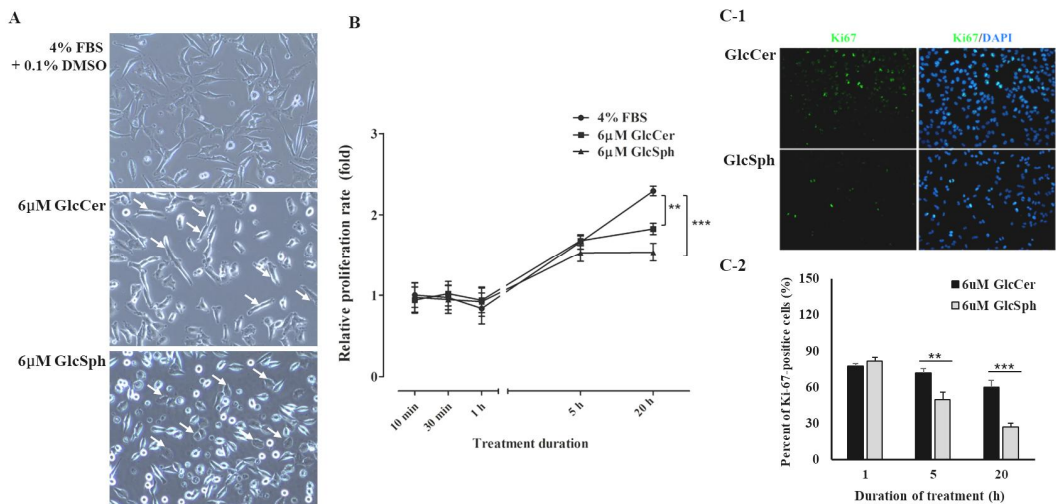 A
4% FBS
+ 0.1% DMSO
6μM GlcCer
6μM GlcSph
B
4% FBS
6μM GlcCer
6μM GlcSph
Relative proliferation rate (fold)
3
2
1
0
**
***
10 min
30 min
1 h
5 h
20 h
Treatment duration
C-1
Ki67
Ki67/DAPI
GlcCer
GlcSph
C-2
Percent of Ki-67-positice cells (%)
150
120
90
60
30
0
6uM GlcCer
6uM GlcSph
**
***
1
5
20
Duration of treatment (h)